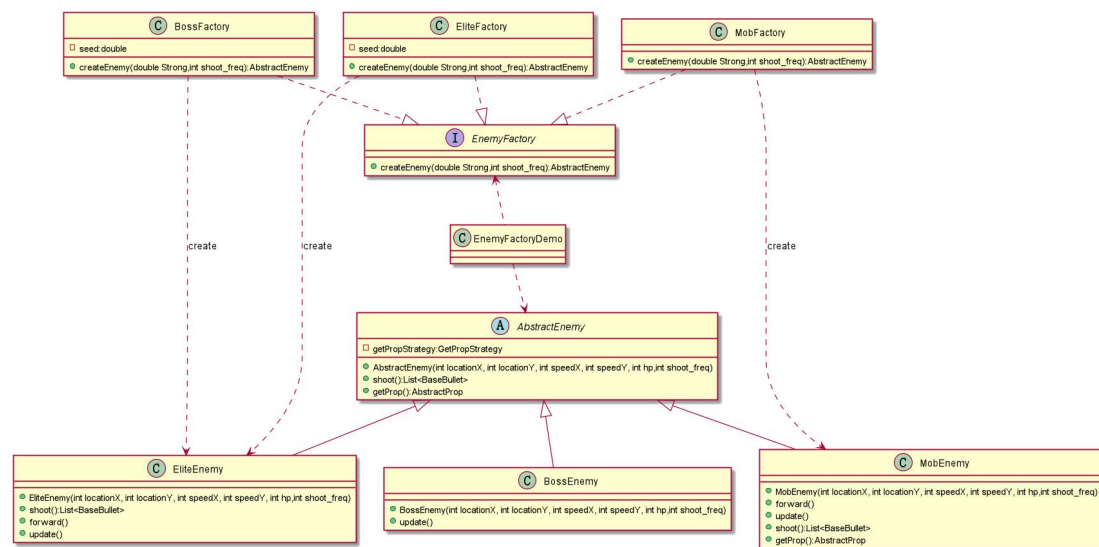 C BossFactory
seed:double
createEnemy(double Strong,int shoot_freq):AbstractEnemy
C EliteFactory
seed:double
createEnemy(double Strong,int shoot_freq):AbstractEnemy
C MobFactory
createEnemy(double Strong,int shoot_freq):AbstractEnemy
I EnemyFactory
createEnemy(double Strong,int shoot_freq):AbstractEnemy
C EnemyFactoryDemo
create
create
create
A AbstractEnemy
getPropStrategy:GetPropStrategy
AbstractEnemy(int locationX, int locationY, int speedX, int speedY, int hp,int shoot_freq)
shoot():List<BaseBullet>
getProp():AbstractProp
C EliteEnemy
EliteEnemy(int locationX, int locationY, int speedX, int speedY, int hp,int shoot_freq)
shoot():List<BaseBullet>
forward()
update()
C BossEnemy
BossEnemy(int locationX, int locationY, int speedX, int speedY, int hp,int shoot_freq)
update()
C MobEnemy
MobEnemy(int locationX, int locationY, int speedX, int speedY, int hp,int shoot_freq)
forward()
update()
shoot():List<BaseBullet>
getProp():AbstractProp